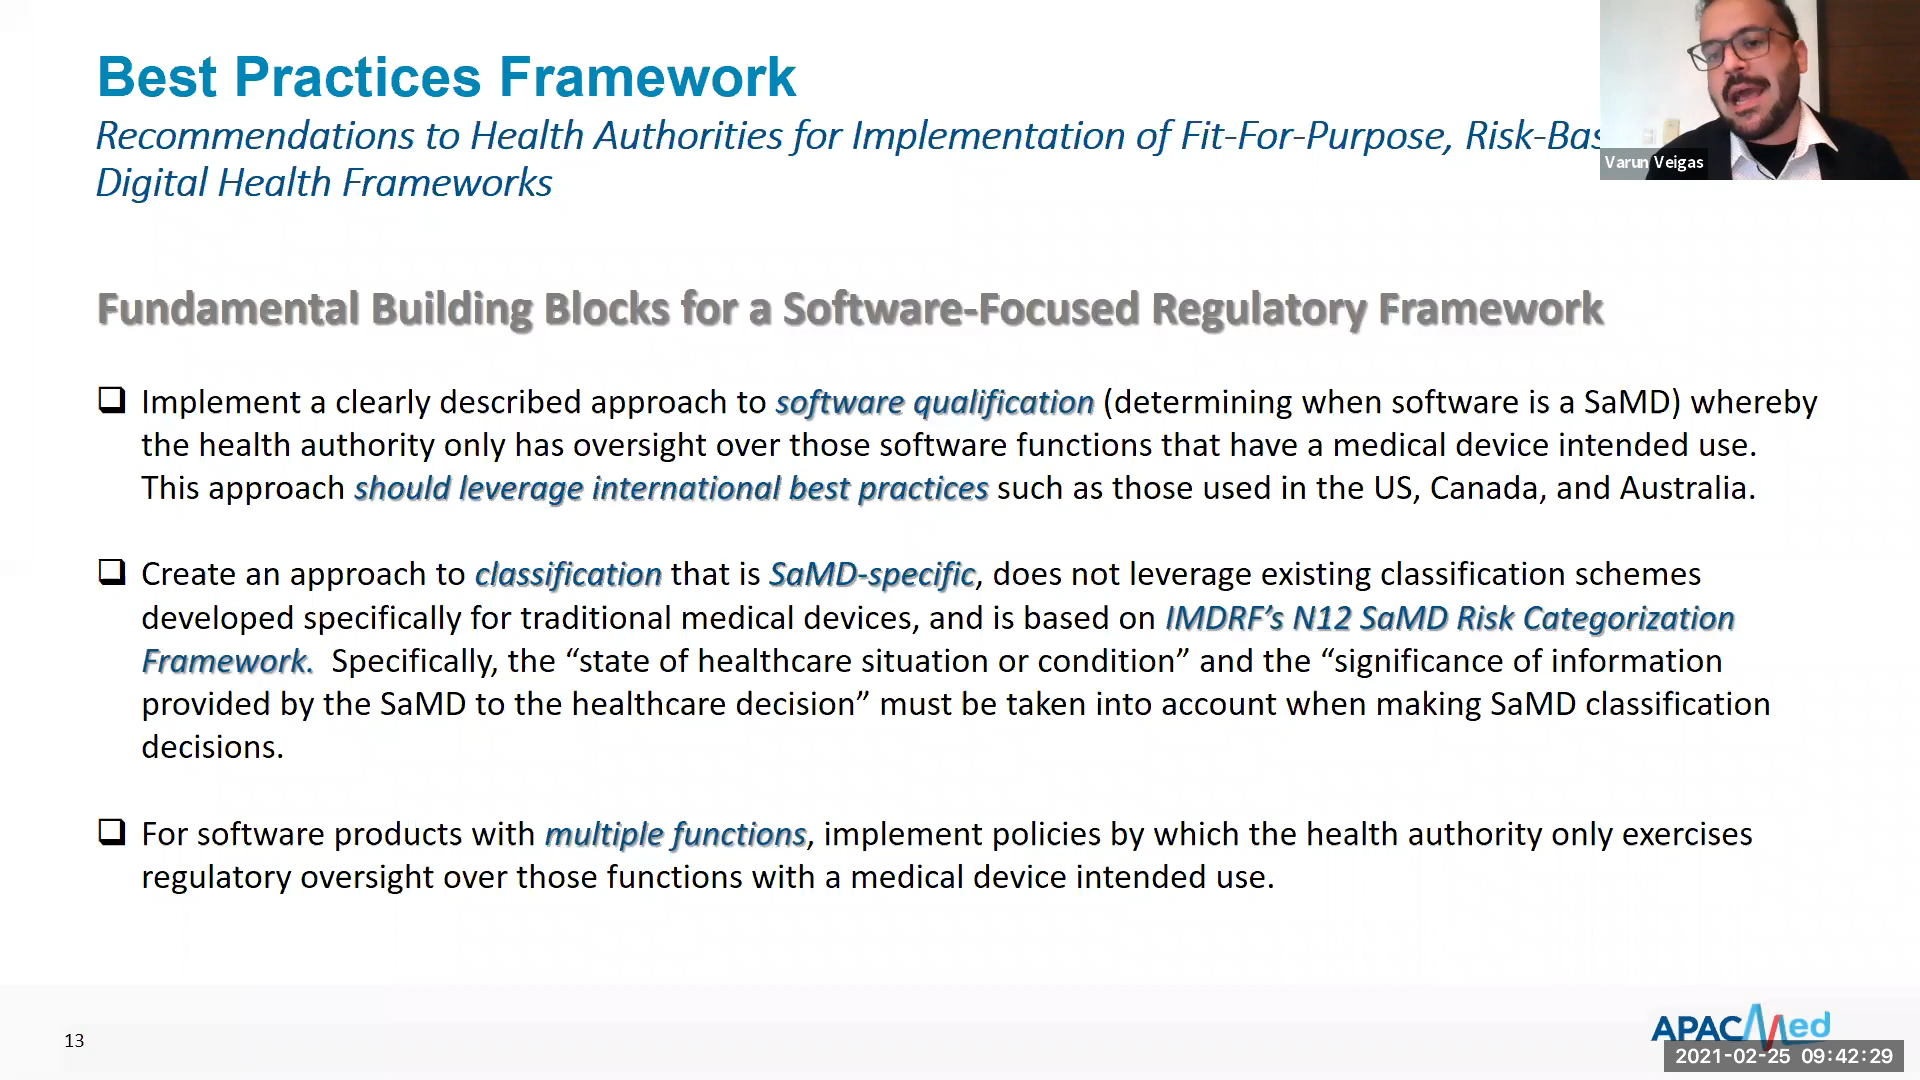 Best Practices Framework
Recommendations to Health Authorities for Implementation of Fit-For-Purpose, Risk-Bas
Digital Health Frameworks
Varun Veigas
Fundamental Building Blocks for a Software-Focused Regulatory Framework
Implement a clearly described approach to software qualification (determining when software is a SaMD) whereby
the health authority only has oversight over those software functions that have a medical device intended use.
This approach should leverage international best practices such as those used in the US, Canada, and Australia.
Create an approach to classification that is SaMD-specific, does not leverage existing classification schemes
developed specifically for traditional medical devices, and is based on IMDRF’s N12 SaMD Risk Categorization
Framework. Specifically, the “state of healthcare situation or condition” and the “significance of information
provided by the SaMD to the healthcare decision” must be taken into account when making SaMD classification
decisions.
For software products with multiple functions, implement policies by which the health authority only exercises
regulatory oversight over those functions with a medical device intended use.
13
APACMed
2021-02-25 09:42:29